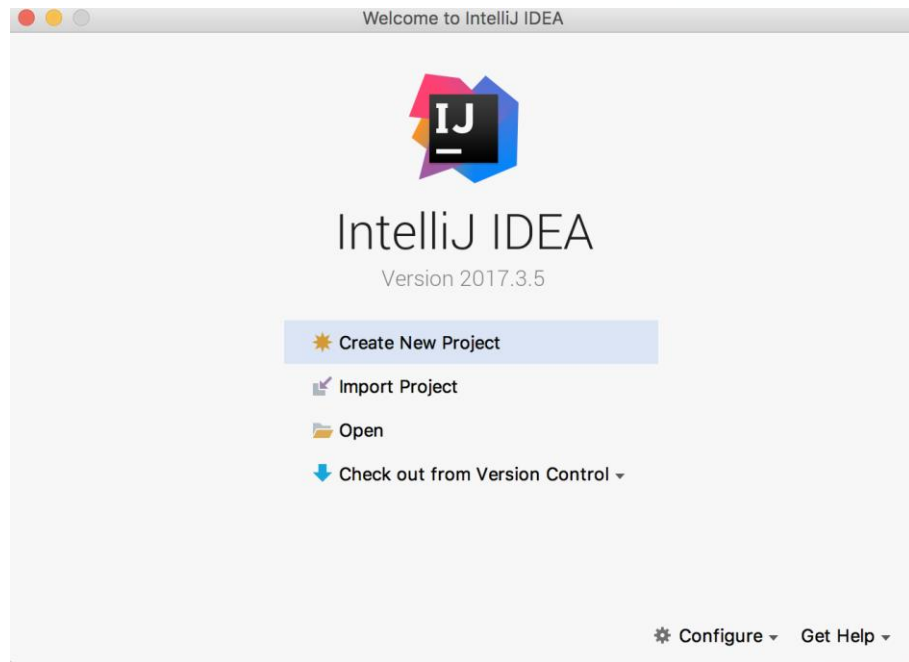 Welcome to IntelliJ IDEA
IJ
IntelliJ IDEA
Version 2017.3.5
Create New Project
Import Project
Open
Check out from Version Control
Configure Get Help